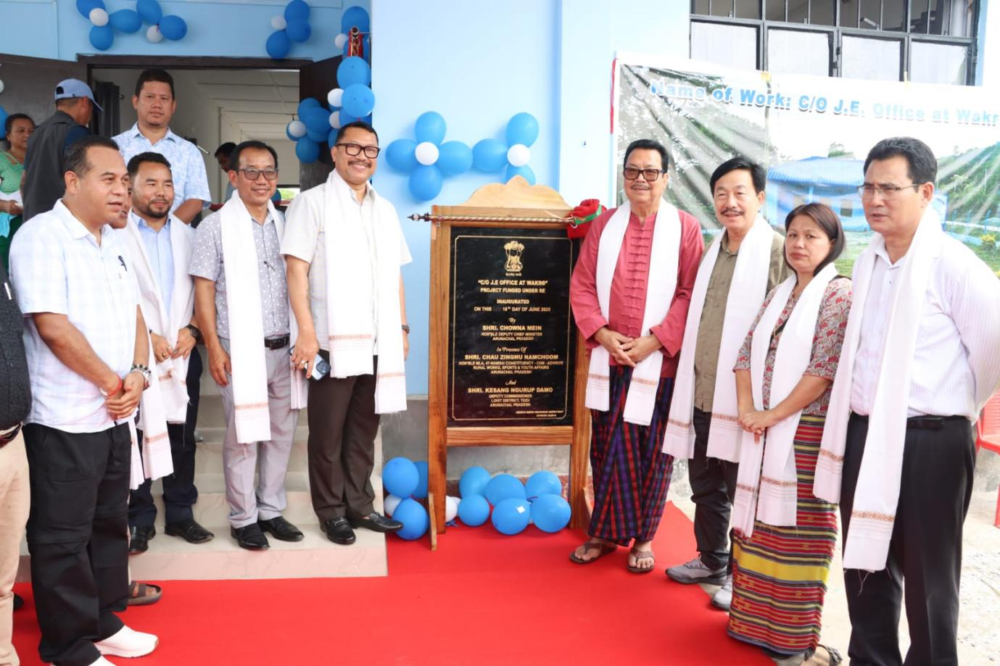 Name of Work: C/O J.E. Office at Wakr
"C/O J.E OFFICE AT WAKRO"
PROJECT FUNDED UNDER RE
INAUGURATED
ON THIS 18TH DAY OF JUNE 2025
By
SHRI. CHOWNA MEIN
HON'BLE DEPUTY CHIEF MINISTER
ARUNACHAL PRADESH
In Presence Of
SHRI. CHAU ZINGNU NAMCHOOM
HON'BLE MLA, 47-NAMSAI CONSTITUENCY - CUM - ADVISOR
RURAL WORKS, SPORTS & YOUTH AFFAIRS
ARUNACHAL PRADESH
And
SHRI. KESANG NGURUP DAMO
DEPUTY COMMISSIONER
LOHIT DISTRICT, TEZU
ARUNACHAL PRADESH